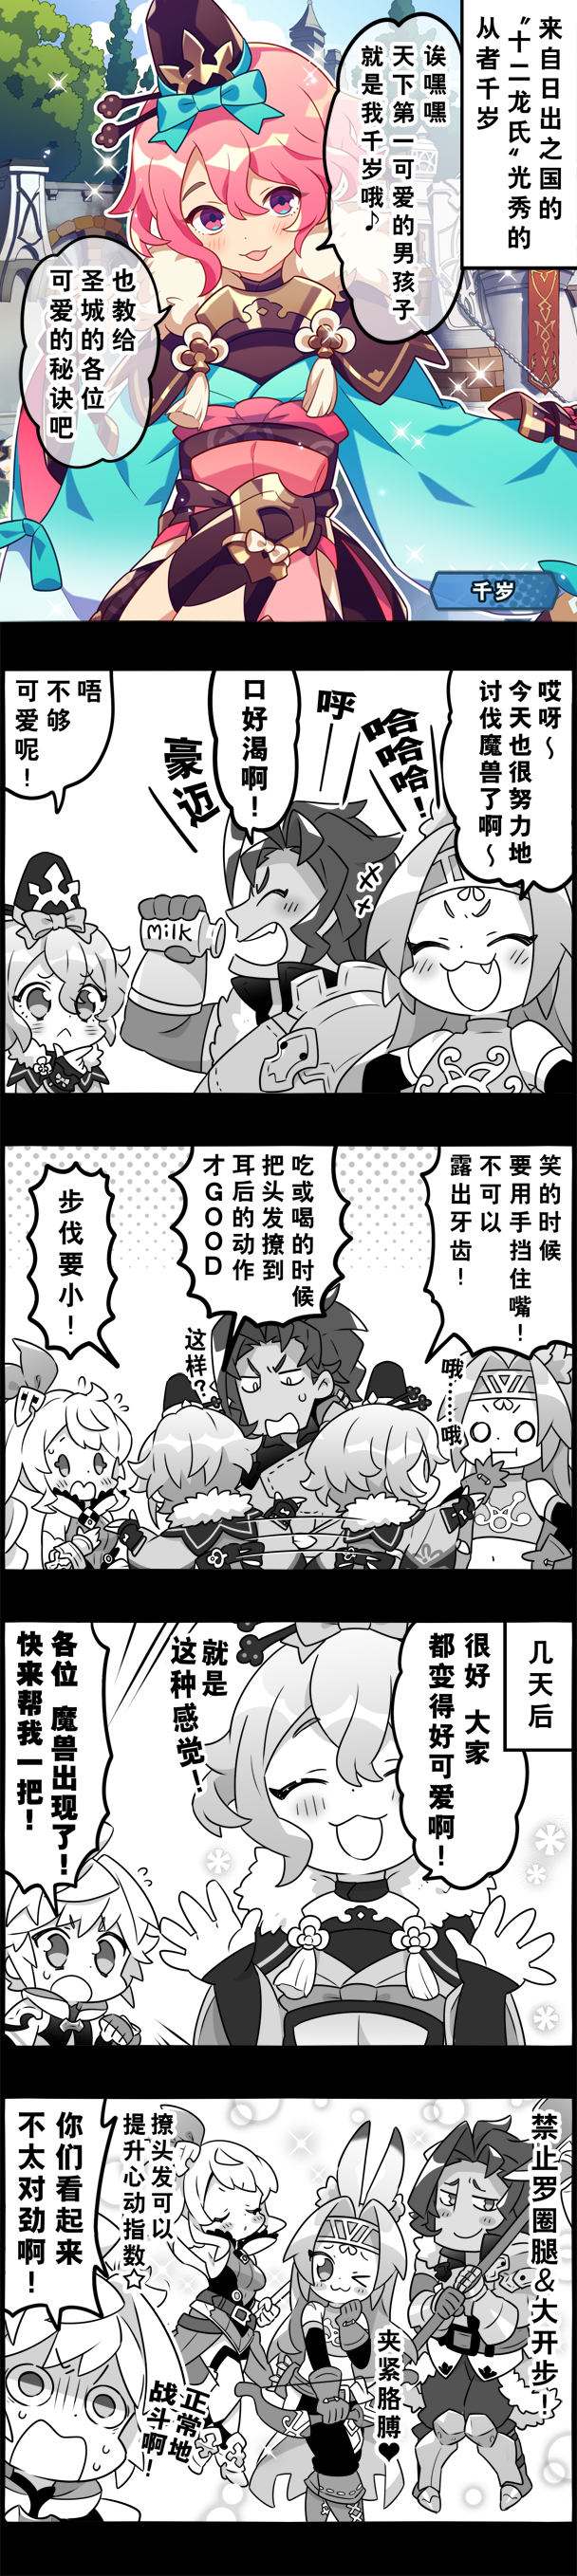 来自日出之国的
“十二龙氏”光秀的
从者千岁
诶嘿嘿
天下第一可爱的男孩子
就是我千岁哦♪
也教给
圣城的各位
可爱的秘诀吧
千岁
哎呀～
今天也很努力地
讨伐魔兽了啊～
哈哈哈！
呼—
口好渴啊！
豪迈
Milk
唔
不够
可爱呢！
笑的时候
要用手挡住嘴！
不可以
露出牙齿！
哦……哦
吃或喝的时候
把头发撩到
耳后的动作
才GOOD
这样？
步伐要小！
几天后
很好 大家
都变得好可爱啊！
就是
这种感觉！
各位 魔兽出现了！
快来帮我一把！
禁止罗圈腿&大开步！
夹紧胳膊♥
撩头发可以
提升心动指数☆
正常地
战斗啊！
你们看起来
不太对劲啊！